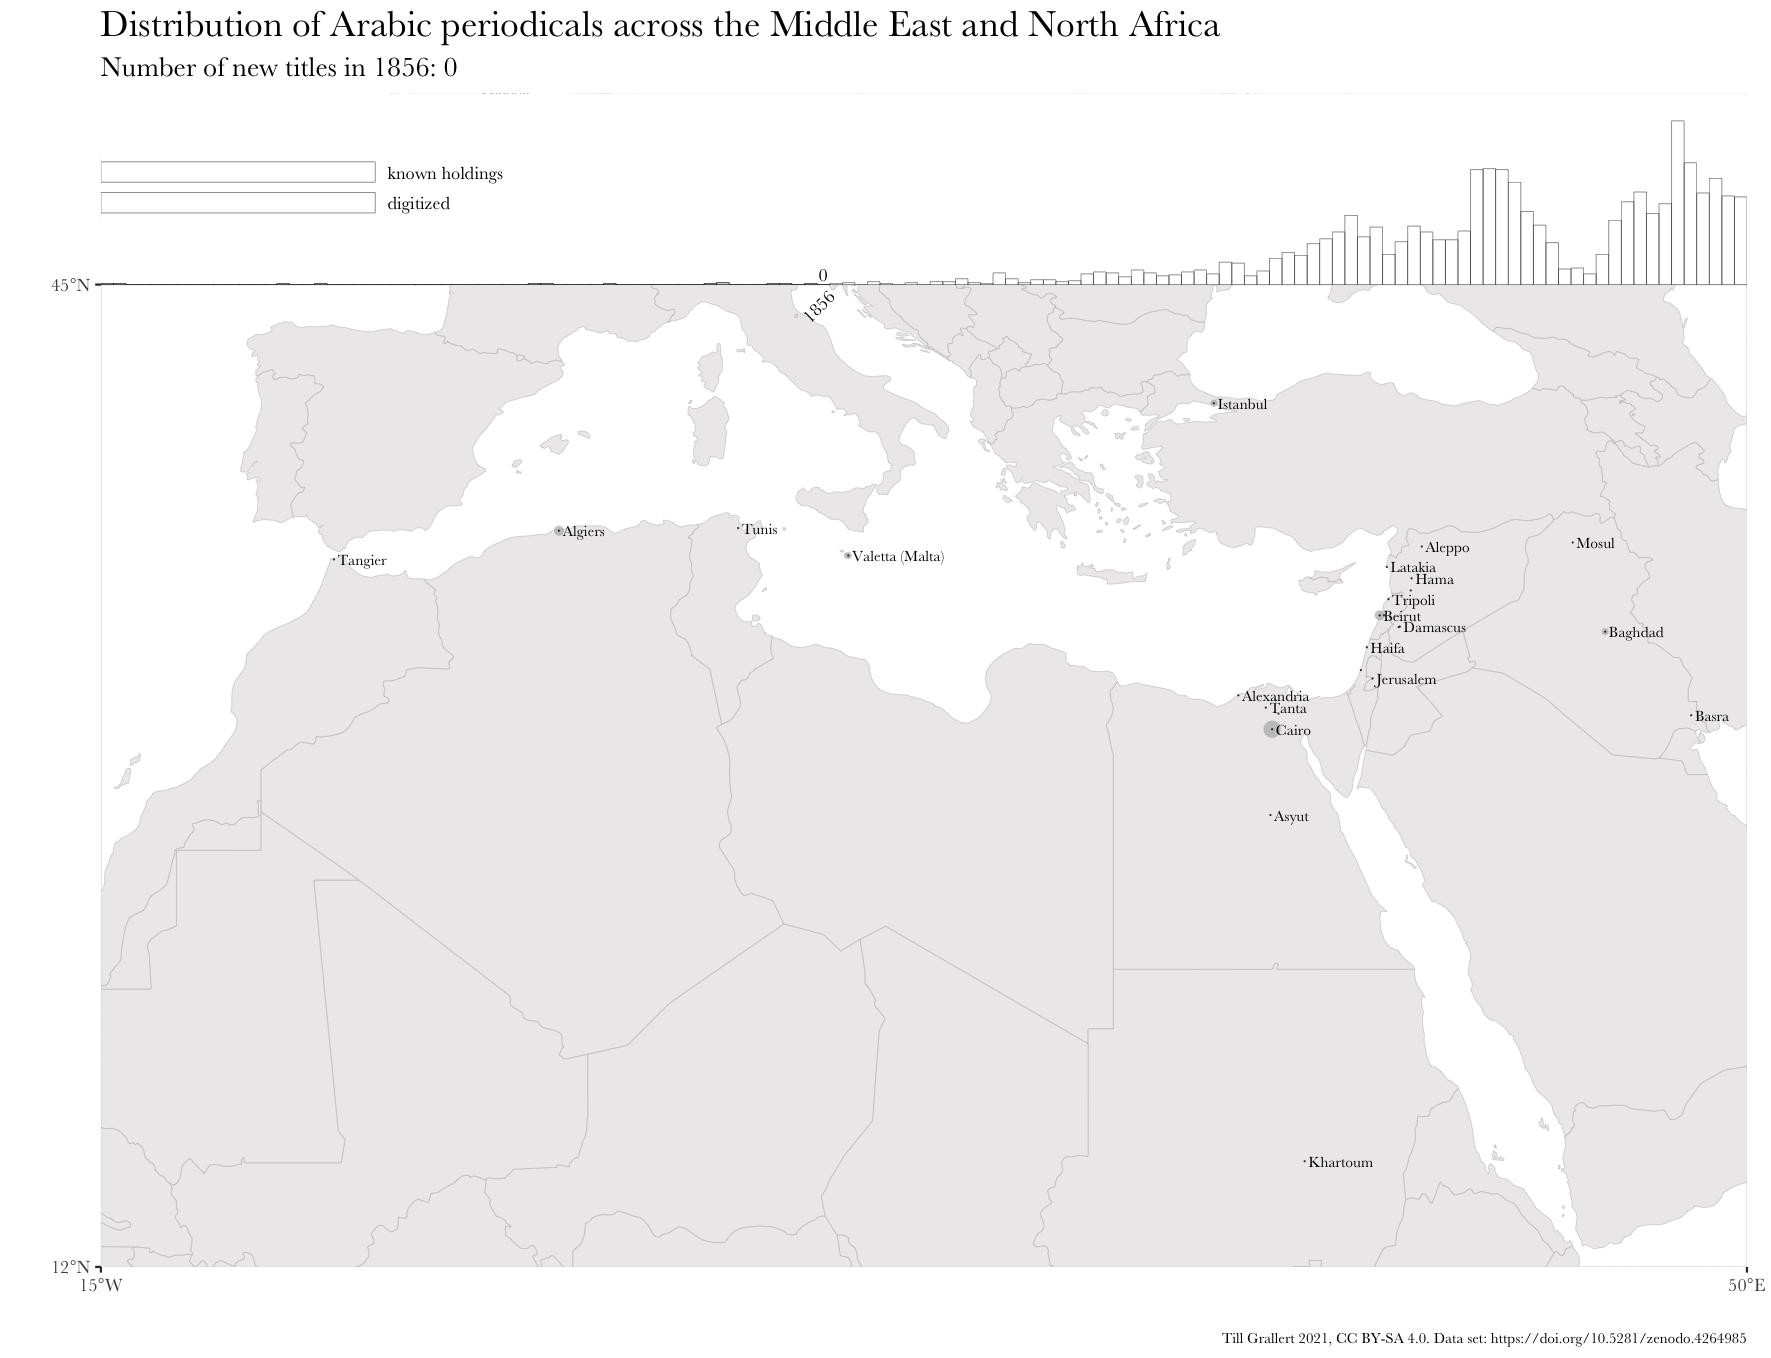 Distribution of Arabic periodicals across the Middle East and North Africa
Number of new titles in 1856: 0
known holdings
digitized
0
45°N
1856
Istanbul
Algiers
Tunis
Valetta (Malta)
Tangier
Aleppo
Mosul
Latakia
Hama
Tripoli
Beirut
Damascus
Baghdad
Haifa
Jerusalem
Alexandria
Tanta
Cairo
Basra
Asyut
Khartoum
12°N
15°W
50°E
Till Grallert 2021, CC BY-SA 4.0. Data set: https://doi.org/10.5281/zenodo.4264985